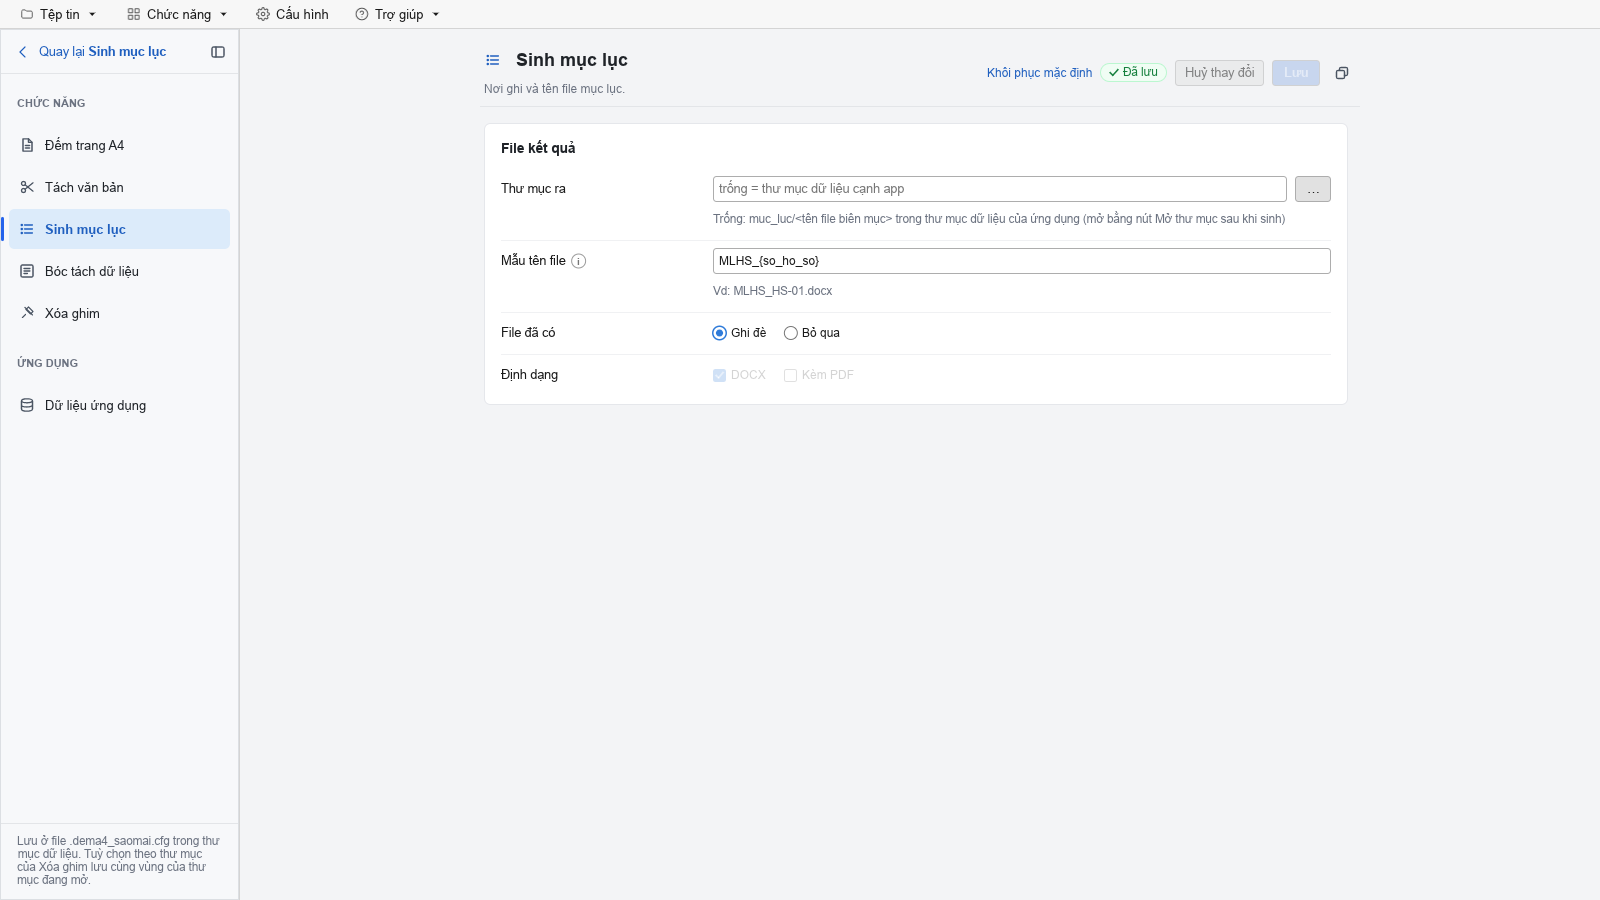 Tệp tin
Chức năng
Cấu hình
Trợ giúp
Quay lại Sinh mục lục
CHỨC NĂNG
Đếm trang A4
Tách văn bản
Sinh mục lục
Bóc tách dữ liệu
Xóa ghim
ỨNG DỤNG
Dữ liệu ứng dụng
Lưu ở file .dema4_saomai.cfg trong thư
mục dữ liệu. Tuỳ chọn theo thư mục
của Xóa ghim lưu cùng vùng của thư
mục đang mở.
Sinh mục lục
Nơi ghi và tên file mục lục.
Khôi phục mặc định
Đã lưu
Huỷ thay đổi
Lưu
File kết quả
Thư mục ra
trống = thư mục dữ liệu cạnh app
...
Trống: muc_luc/<tên file biên mục> trong thư mục dữ liệu của ứng dụng (mở bằng nút Mở thư mục sau khi sinh)
Mẫu tên file
MLHS_{so_ho_so}
Vd: MLHS_HS-01.docx
File đã có
Ghi đè
Bỏ qua
Định dạng
DOCX
Kèm PDF